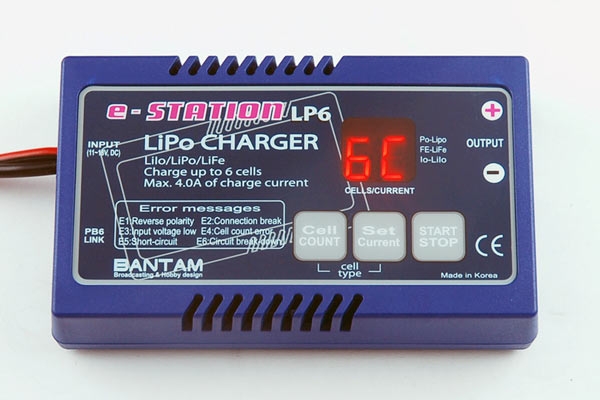 e-STATION LP6
INPUT
(11~15V, DC)
LiPo CHARGER
LiIo/LiPo/LiFe
Charge up to 6 cells
Max. 4.0A of charge current
6C
CELLS/CURRENT
Po-Lipo
FE-LiFe
Io-LiIo
+
OUTPUT
-
Error messages
E1:Reverse polarity E2:Connection break
E3:Input voltage low E4:Cell count error
E5:Short-circuit E6:Circuit break down
PB6
LINK
Cell
COUNT
Set
Current
START
STOP
cell
type
CE
BANTAM
Broadcasting & Hobby design
Made in Korea